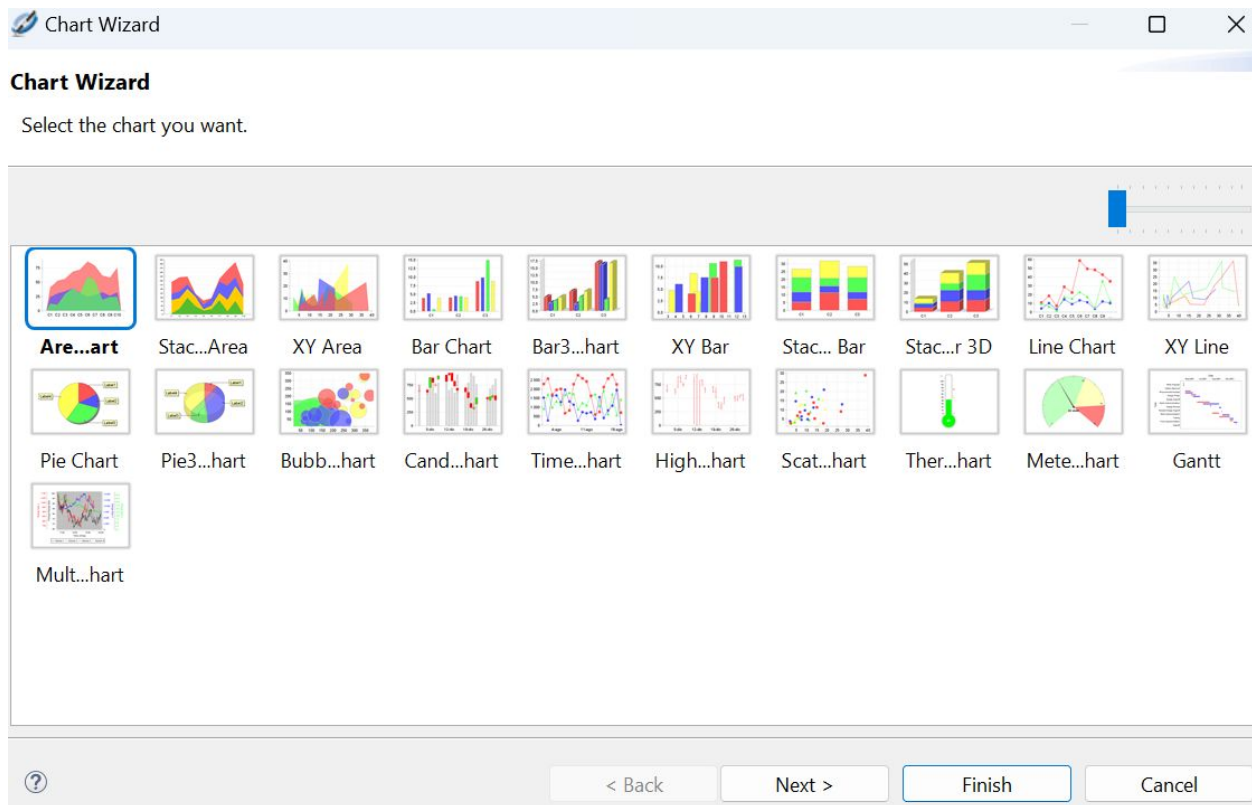 Chart Wizard
Chart Wizard
Select the chart you want.
Are...art Stac...Area XY Area Bar Chart Bar3...hart XY Bar Stac... Bar Stac...r 3D Line Chart XY Line
Pie Chart Pie3...hart Bubb...hart Cand...hart Time...hart High...hart Scat...hart Ther...hart Mete...hart Gantt
Mult...hart
< Back Next > Finish Cancel